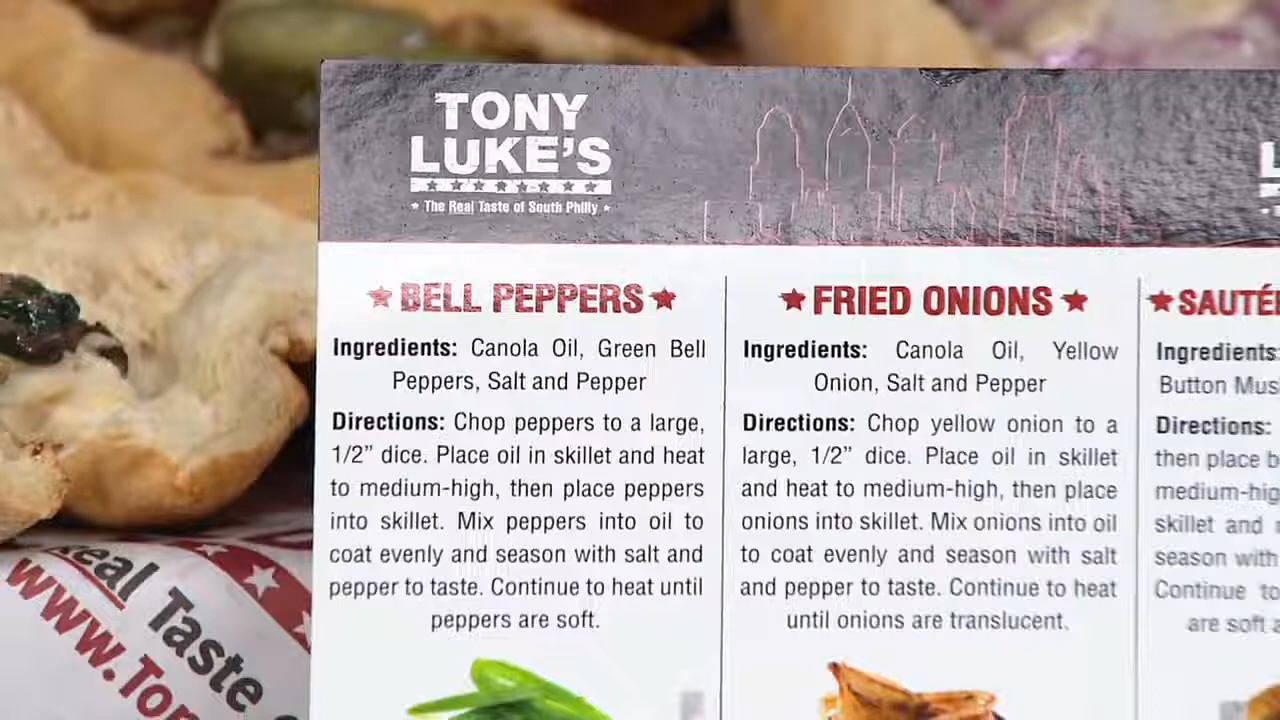 TONY
LUKE'S
The Real Taste of South Philly
BELL PEPPERS
Ingredients: Canola Oil, Green Bell
Peppers, Salt and Pepper
Directions: Chop peppers to a large,
1/2” dice. Place oil in skillet and heat
to medium-high, then place peppers
into skillet. Mix peppers into oil to
coat evenly and season with salt and
pepper to taste. Continue to heat until
peppers are soft.
FRIED ONIONS
Ingredients: Canola Oil, Yellow
Onion, Salt and Pepper
Directions: Chop yellow onion to a
large, 1/2” dice. Place oil in skillet
and heat to medium-high, then place
onions into skillet. Mix onions into oil
to coat evenly and season with salt
and pepper to taste. Continue to heat
until onions are translucent.
Ingredients:
Button
Directions:
then place
skillet and
season with
Continue to
are soft
Real Taste
www.Ton